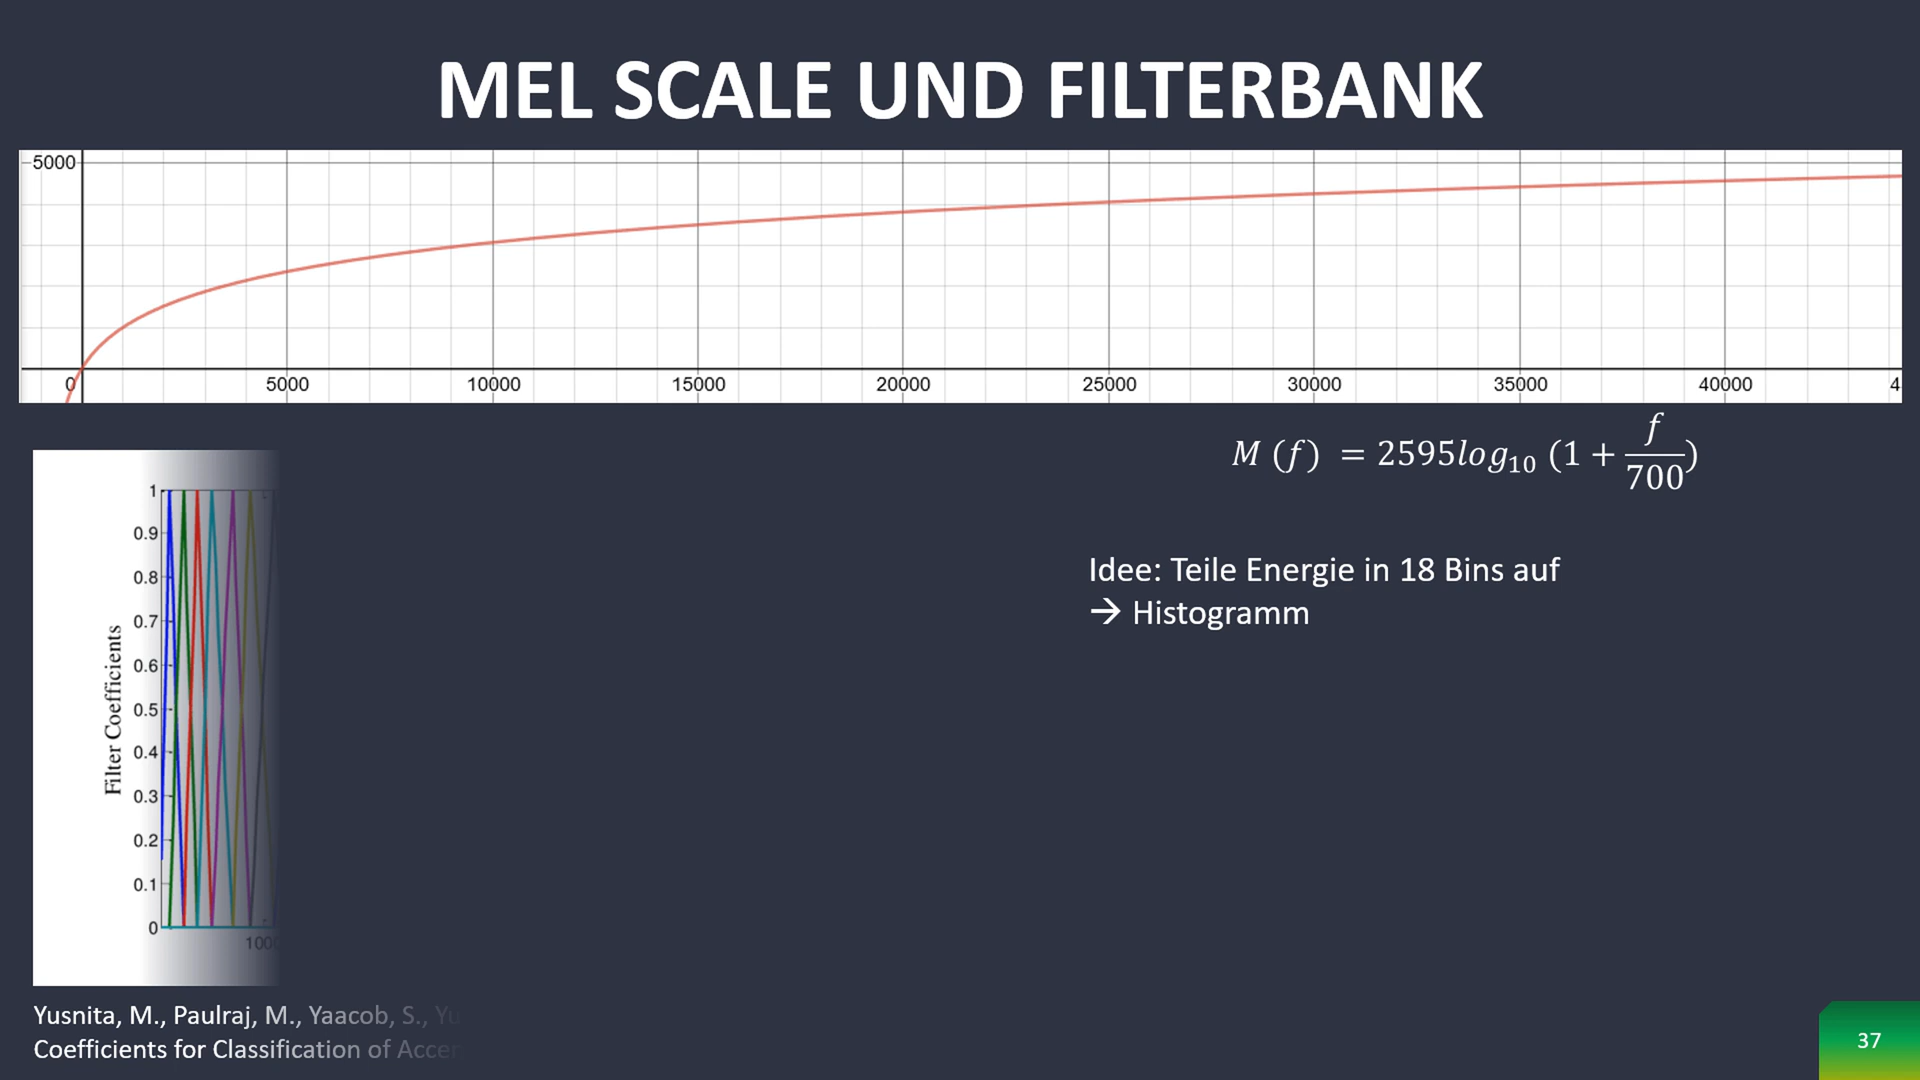 MEL SCALE UND FILTERBANK
5000
0 5000 10000 15000 20000 25000 30000 35000 40000
M (f) = 2595log₁₀ (1 + f/700)
Idee: Teile Energie in 18 Bins auf
→ Histogramm
1
0.9
0.8
0.7
0.6
0.5
0.4
0.3
0.2
0.1
0
Filter Coefficients
Yusnita, M., Paulraj, M., Yaacob, S.,
Coefficients for Classification of
37